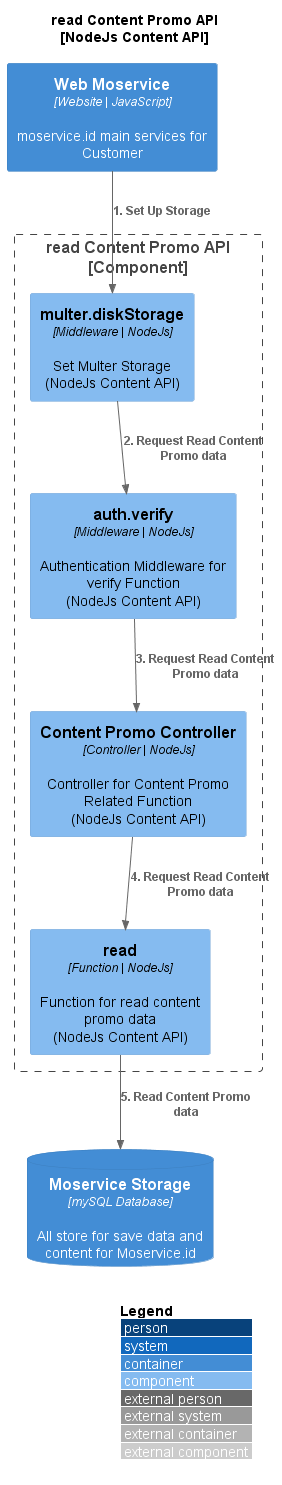 read Content Promo API
[NodeJs Content API]
Web Moservice
[Website | JavaScript]
moservice.id main services for
Customer
1. Set Up Storage
read Content Promo API
[Component]
multer.diskStorage
[Middleware | NodeJs]
Set Multer Storage
(NodeJs Content API)
2. Request Read Content
Promo data
auth.verify
[Middleware | NodeJs]
Authentication Middleware for
verify Function
(NodeJs Content API)
3. Request Read Content
Promo data
Content Promo Controller
[Controller | NodeJs]
Controller for Content Promo
Related Function
(NodeJs Content API)
4. Request Read Content
Promo data
read
[Function | NodeJs]
Function for read content
promo data
(NodeJs Content API)
5. Read Content Promo
data
Moservice Storage
[mySQL Database]
All store for save data and
content for Moservice.id
Legend
person
system
container
component
external person
external system
external container
external component